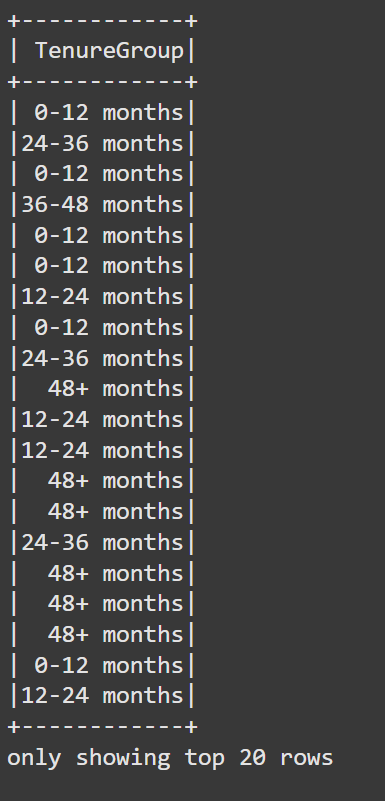 +------------+
| TenureGroup|
+------------+
| 0-12 months|
|24-36 months|
| 0-12 months|
|36-48 months|
| 0-12 months|
| 0-12 months|
|12-24 months|
| 0-12 months|
|24-36 months|
|  48+ months|
|12-24 months|
|12-24 months|
|  48+ months|
|  48+ months|
|24-36 months|
|  48+ months|
|  48+ months|
|  48+ months|
| 0-12 months|
|12-24 months|
+------------+
only showing top 20 rows